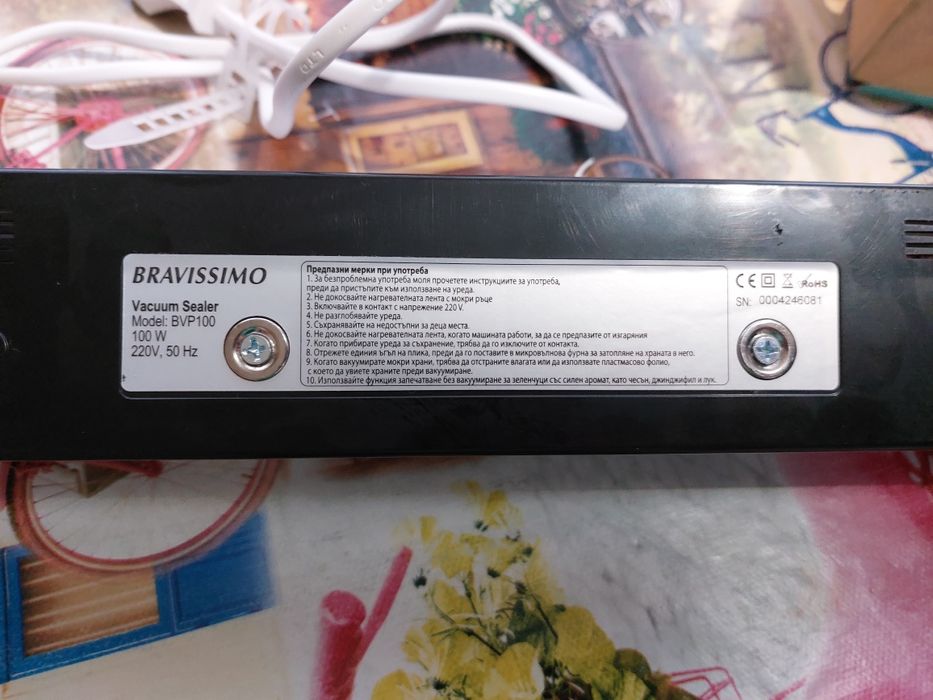 BRAVISSIMO
Vacuum Sealer
Model: BVP100
100 W
220V, 50 Hz
Предпазни мерки при употреба
1. За безпроблемна употреба моля прочетете инструкциите за употреба,
преди да пристъпите към използване на уреда.
2. Не докосвайте нагревателната лента с мокри ръце
3. Включвайте в контакт с напрежение 220 V.
4. Не разглобявайте уреда.
5. Съхранявайте на недостъпни за деца места.
6. Не докосвайте нагревателната лента, когато машината работи, за да се предпазите от изгаряния
7. Когато прибирате уреда за съхранение, трябва да го изключите от контакта.
8. Отрежете единия ъгъл на плика, преди да го поставите в микровълнова фурна за затопляне на храната в него.
9. Когато вакуумирате мокри храни, трябва да отстраните влагата или да използвате пластмасово фолио,
с което да увиете храните преди вакуумиране.
10. Използвайте функция запечатване без вакуумиране за зеленчуци със силен аромат, като чесън, джинджифил и лук.
CE RoHS
SN: 0004246081